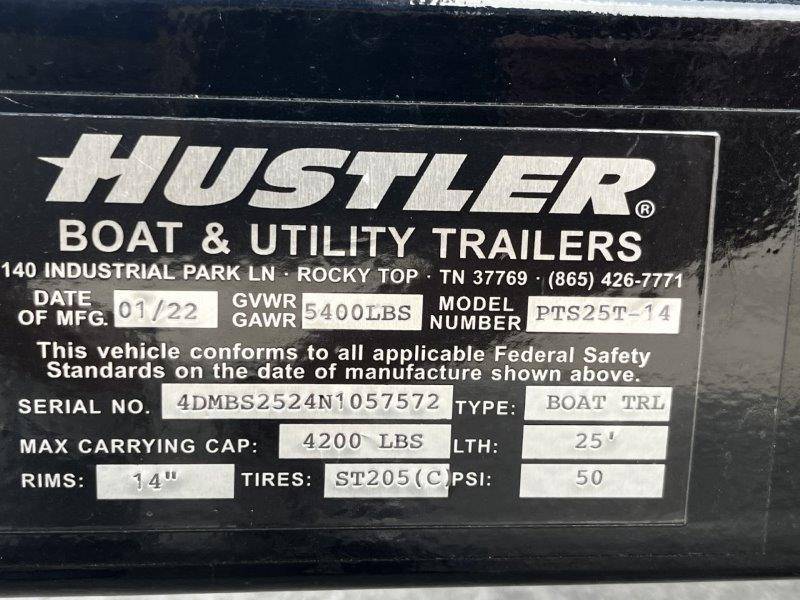 HUSTLER®
BOAT & UTILITY TRAILERS
140 INDUSTRIAL PARK LN · ROCKY TOP · TN 37769 · (865) 426-7771
DATE OF MFG. 01/22 GVWR GAWR 5400LBS MODEL NUMBER PTS25T-14
This vehicle conforms to all applicable Federal Safety
Standards on the date of manufacture shown above.
SERIAL NO. 4DMBS2524N1057572 TYPE: BOAT TRL
MAX CARRYING CAP: 4200 LBS LTH: 25'
RIMS: 14" TIRES: ST205(C) PSI: 50